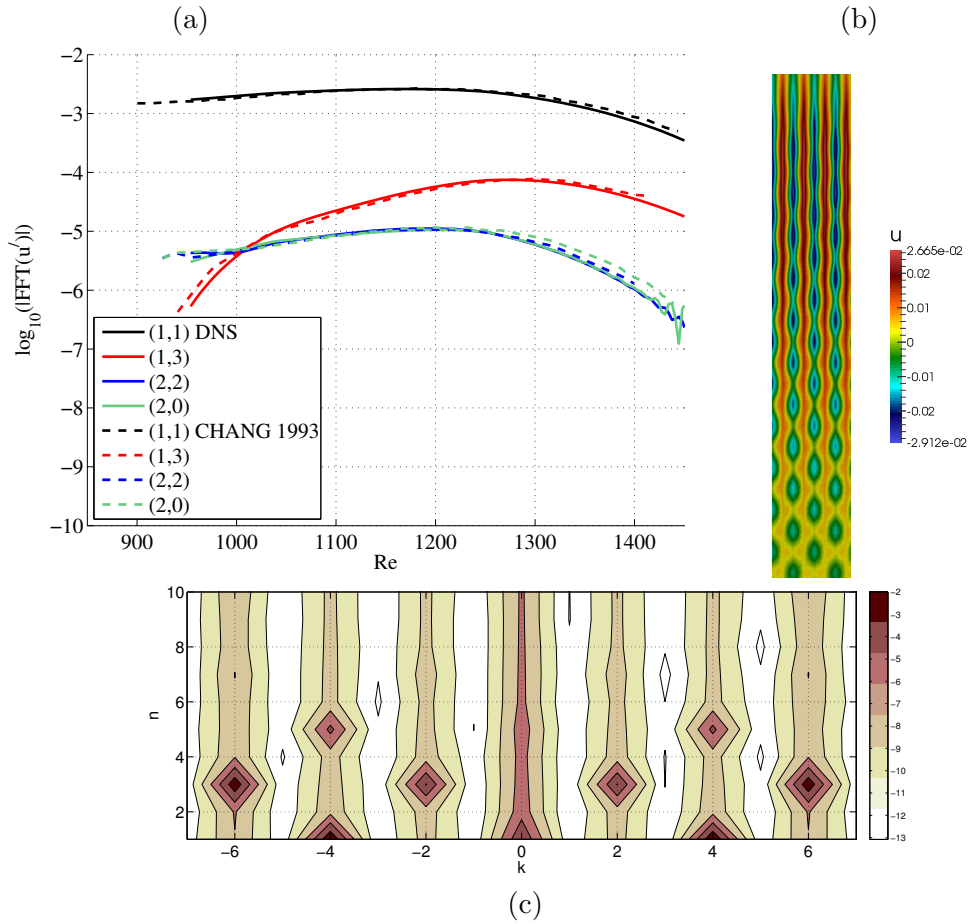 (a)
(b)
−2
−3
−4
−5
−6
−7
−8
−9
−10
log10(|FFT(u′)|)
900 1000 1100 1200 1300 1400
Re
(1,1) DNS
(1,3)
(2,2)
(2,0)
(1,1) CHANG 1993
(1,3)
(2,2)
(2,0)
u
2.665e-02
0.02
0.01
0
-0.01
-0.02
-2.912e-02
10
8
6
4
2
n
−6 −4 −2 0 2 4 6
k
−2
−3
−4
−5
−6
−7
−8
−9
−10
−11
−12
−13
(c)